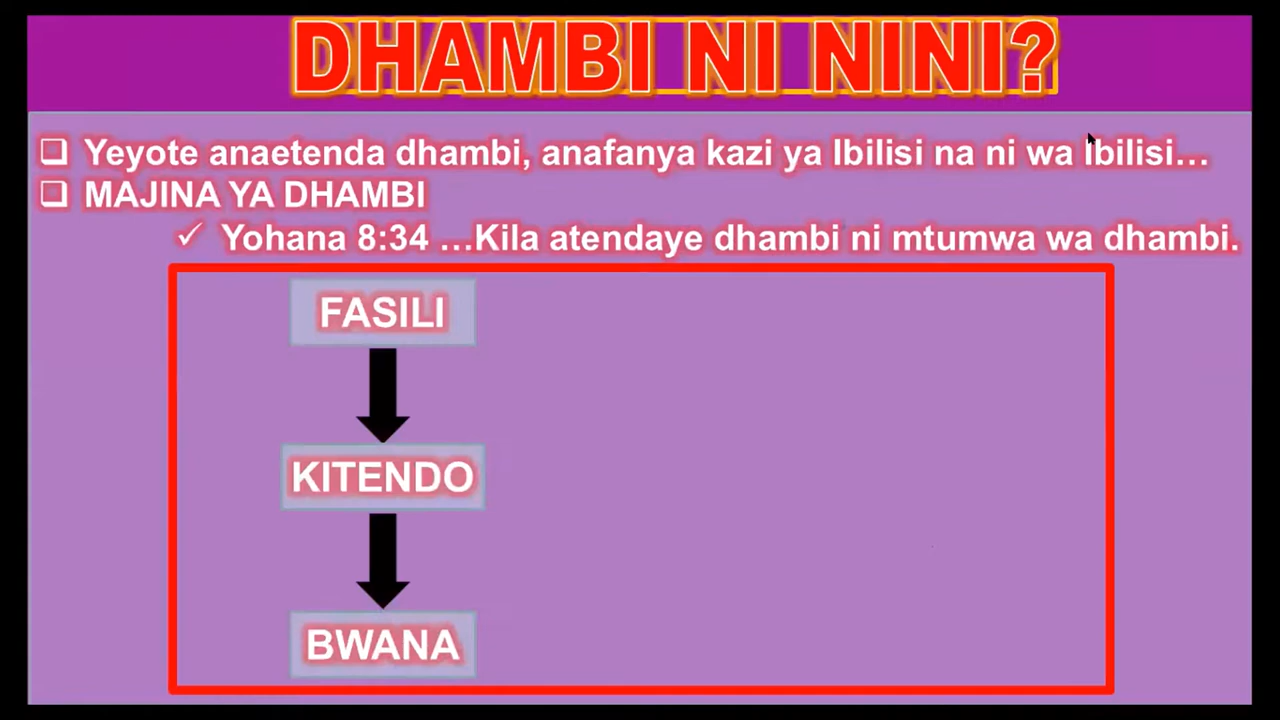 DHAMBI NI NINI?
Yeyote anaetenda dhambi, anafanya kazi ya Ibilisi na ni wa Ibilisi…
MAJINA YA DHAMBI
Yohana 8:34 …Kila atendaye dhambi ni mtumwa wa dhambi.
FASILI
KITENDO
BWANA